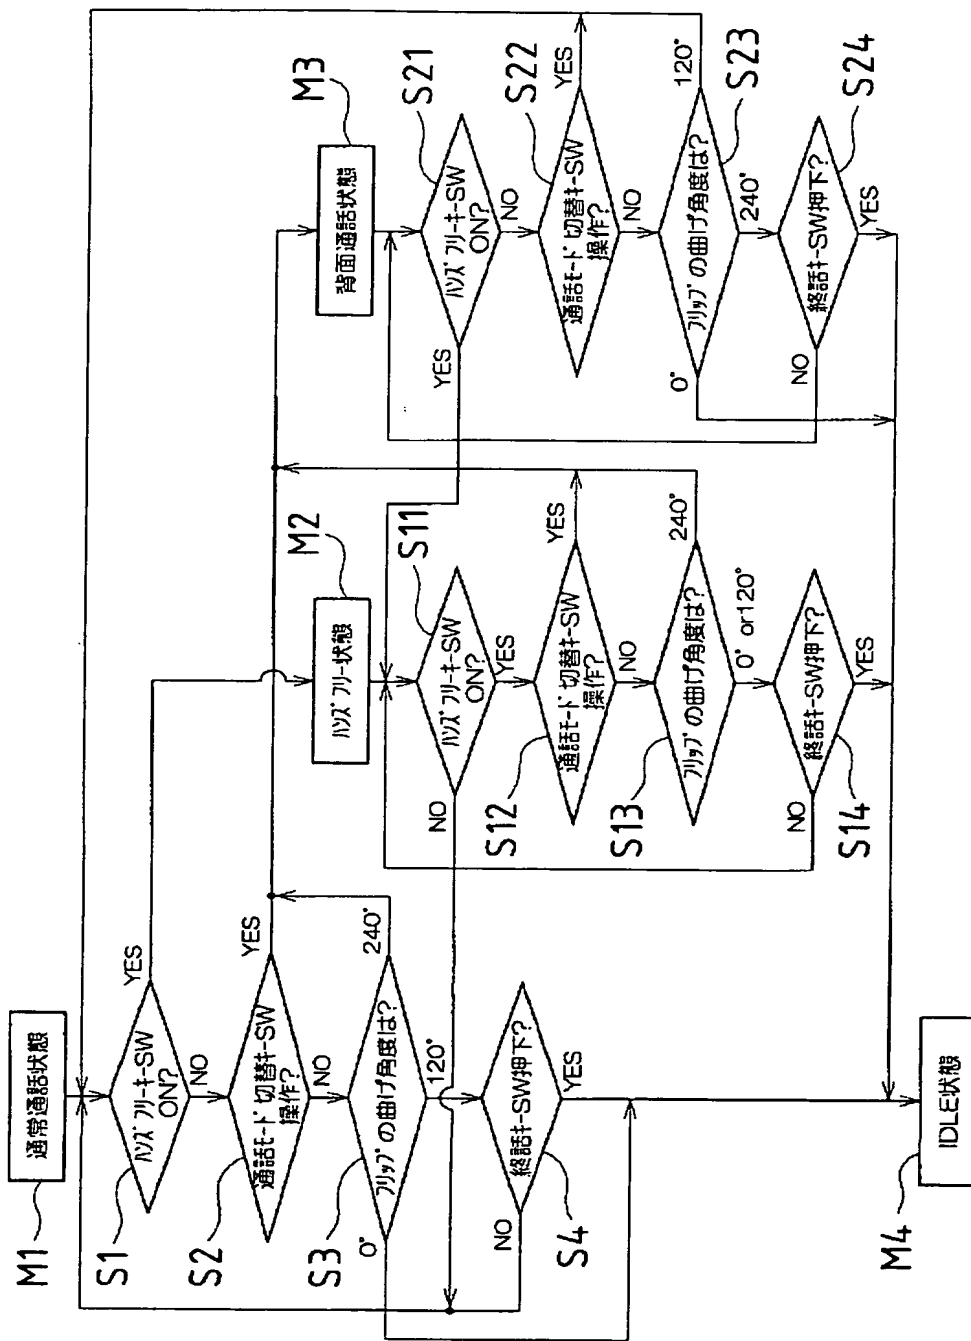 M1
通常通話状態
S1
ハンズフリーキーSW
ON?
YES
NO
S2
通話モード切替キーSW
操作?
YES
NO
S3
フリップの曲げ角度は?
0°
240°
120°
S4
終話キーSW押下?
NO
YES
M4
IDLE状態
M2
ハンズフリー状態
S11
ハンズフリーキーSW
ON?
NO
YES
S12
通話モード切替キーSW
操作?
YES
NO
S13
フリップの曲げ角度は?
240°
0° or120°
S14
終話キーSW押下?
NO
YES
M3
背面通話状態
S21
ハンズフリーキーSW
ON?
YES
NO
S22
通話モード切替キーSW
操作?
YES
NO
S23
フリップの曲げ角度は?
0°
120°
240°
S24
終話キーSW押下?
NO
YES